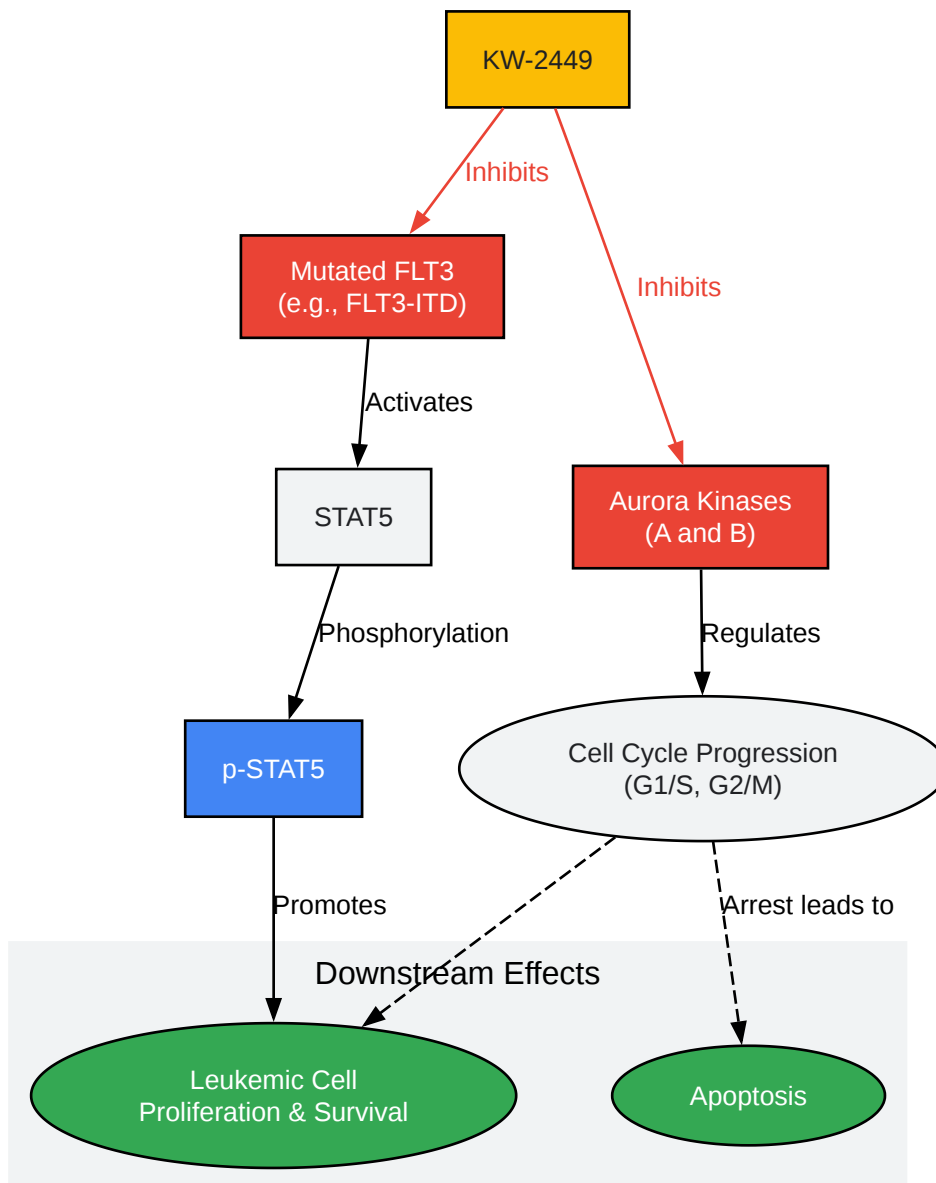 KW-2449
Inhibits
Mutated FLT3
(e.g., FLT3-ITD)
Inhibits
Activates
STAT5
Aurora Kinases
(A and B)
Phosphorylation
Regulates
p-STAT5
Cell Cycle Progression
(G1/S, G2/M)
Promotes
Arrest leads to
Downstream Effects
Leukemic Cell
Proliferation & Survival
Apoptosis